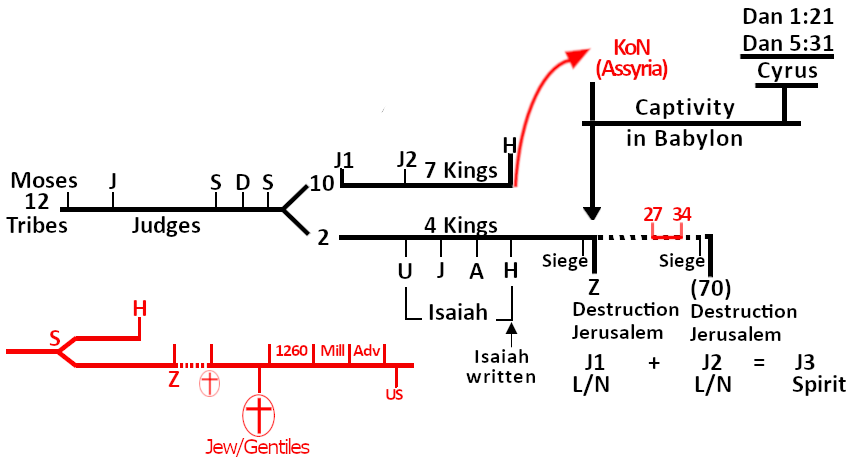 Dan 1:21
Dan 5:31
Cyrus
KoN
(Assyria)
Captivity
in Babylon
Moses
12
Tribes
J
Judges
S D S
10
J1 J2 H
7 Kings
2
4 Kings
U J A H
Isaiah
Isaiah
written
Siege
Z
27 34
Siege
(70)
Destruction
Jerusalem
Destruction
Jerusalem
J1 + J2 = J3
L/N L/N Spirit
S
H
Z
1260 Mill Adv
us
Jew/Gentiles